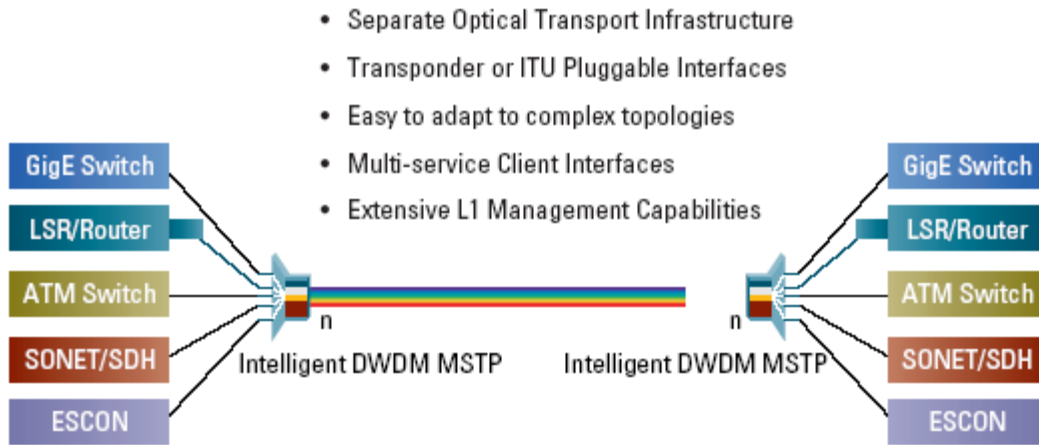 • Separate Optical Transport Infrastructure
• Transponder or ITU Pluggable Interfaces
• Easy to adapt to complex topologies
• Multi-service Client Interfaces
• Extensive L1 Management Capabilities
GigE Switch
LSR/Router
ATM Switch
SONET/SDH
ESCON
n
Intelligent DWDM MSTP
n
Intelligent DWDM MSTP
GigE Switch
LSR/Router
ATM Switch
SONET/SDH
ESCON